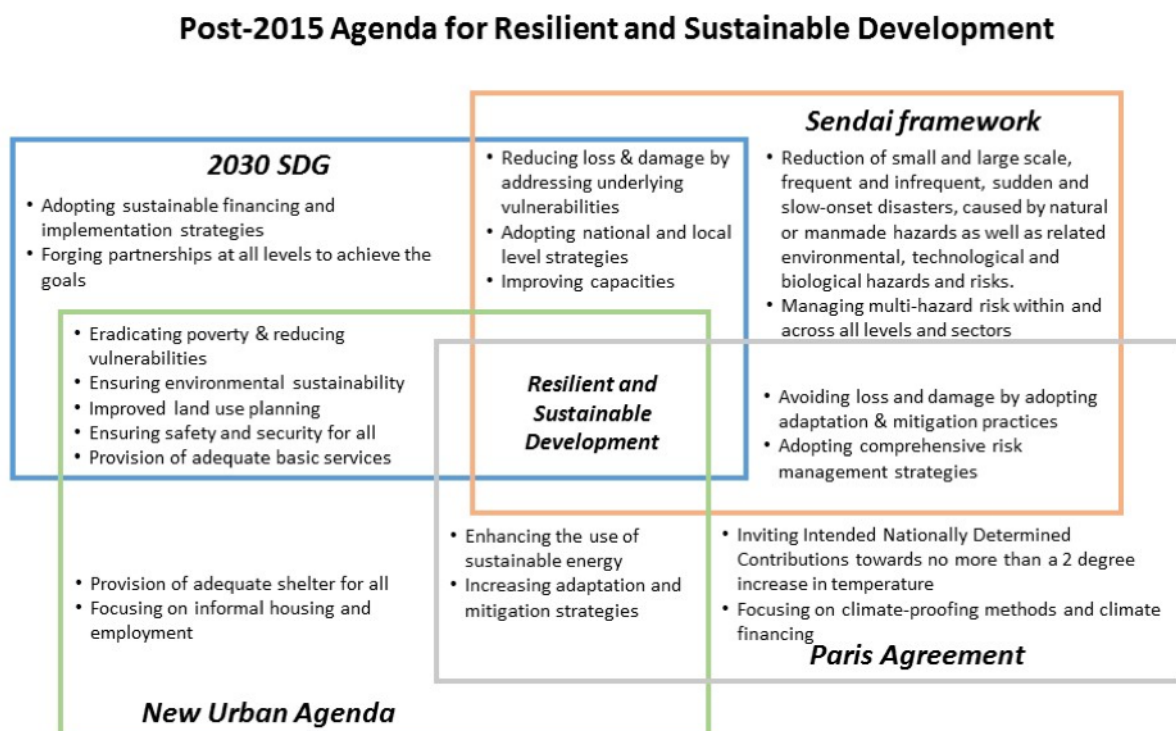 Post-2015 Agenda for Resilient and Sustainable Development
2030 SDG
• Adopting sustainable financing and
implementation strategies
• Forging partnerships at all levels to achieve the
goals
• Reducing loss & damage by
addressing underlying
vulnerabilities
• Adopting national and local
level strategies
• Improving capacities
Sendai framework
• Reduction of small and large scale,
frequent and infrequent, sudden and
slow-onset disasters, caused by natural
or manmade hazards as well as related
environmental, technological and
biological hazards and risks.
• Managing multi-hazard risk within and
across all levels and sectors
• Eradicating poverty & reducing
vulnerabilities
• Ensuring environmental sustainability
• Improved land use planning
• Ensuring safety and security for all
• Provision of adequate basic services
Resilient and
Sustainable
Development
• Avoiding loss and damage by adopting
adaptation & mitigation practices
• Adopting comprehensive risk
management strategies
• Provision of adequate shelter for all
• Focusing on informal housing and
employment
• Enhancing the use of
sustainable energy
• Increasing adaptation and
mitigation strategies
• Inviting Intended Nationally Determined
Contributions towards no more than a 2 degree
increase in temperature
• Focusing on climate-proofing methods and climate
financing
Paris Agreement
New Urban Agenda